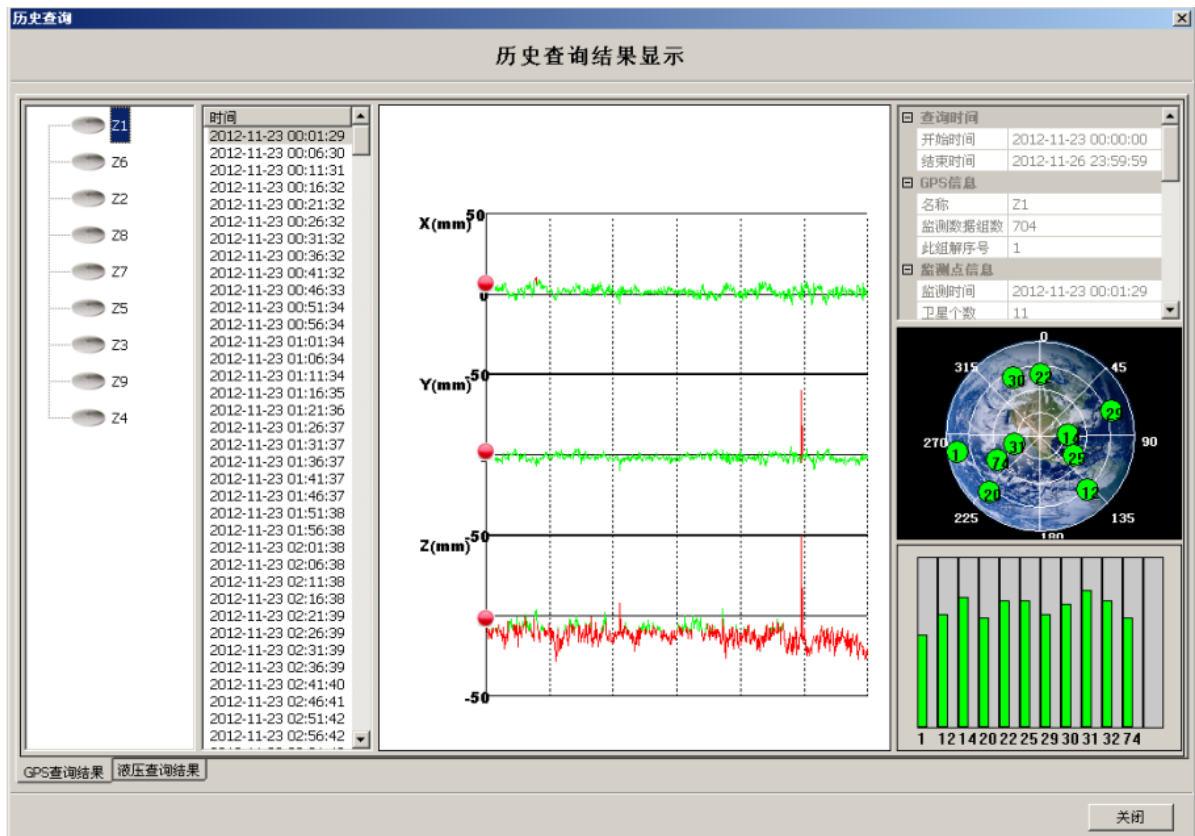 历史查询
历史查询结果显示
Z1
Z6
Z2
Z8
Z7
Z5
Z3
Z9
Z4
时间
2012-11-23 00:01:29
2012-11-23 00:06:30
2012-11-23 00:11:31
2012-11-23 00:16:32
2012-11-23 00:21:32
2012-11-23 00:26:32
2012-11-23 00:31:32
2012-11-23 00:36:32
2012-11-23 00:41:32
2012-11-23 00:46:33
2012-11-23 00:51:34
2012-11-23 00:56:34
2012-11-23 01:01:34
2012-11-23 01:06:34
2012-11-23 01:11:34
2012-11-23 01:16:35
2012-11-23 01:21:36
2012-11-23 01:26:37
2012-11-23 01:31:37
2012-11-23 01:36:37
2012-11-23 01:41:37
2012-11-23 01:46:37
2012-11-23 01:51:38
2012-11-23 01:56:38
2012-11-23 02:01:38
2012-11-23 02:06:38
2012-11-23 02:11:38
2012-11-23 02:16:38
2012-11-23 02:21:39
2012-11-23 02:26:39
2012-11-23 02:31:39
2012-11-23 02:36:39
2012-11-23 02:41:40
2012-11-23 02:46:41
2012-11-23 02:51:42
2012-11-23 02:56:42
X(mm)
50
0
Y(mm)
-50
Z(mm)
-50
-50
查询时间
开始时间 2012-11-23 00:00:00
结束时间 2012-11-26 23:59:59
GPS信息
名称 Z1
监测数据组数 704
此组解序号 1
监测点信息
监测时间 2012-11-23 00:01:29
卫星个数 11
0
315
45
30
22
29
270
90
1
31
14
74
25
20
12
225
135
180
1 12 14 20 22 25 29 30 31 32 74
GPS查询结果
液压查询结果
关闭